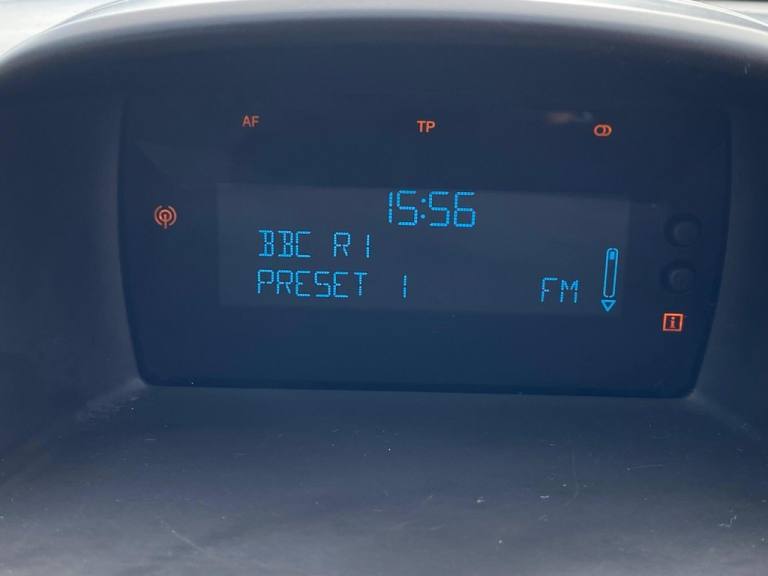 AF
TP
15:56
BBC R1
PRESET 1 FM
i